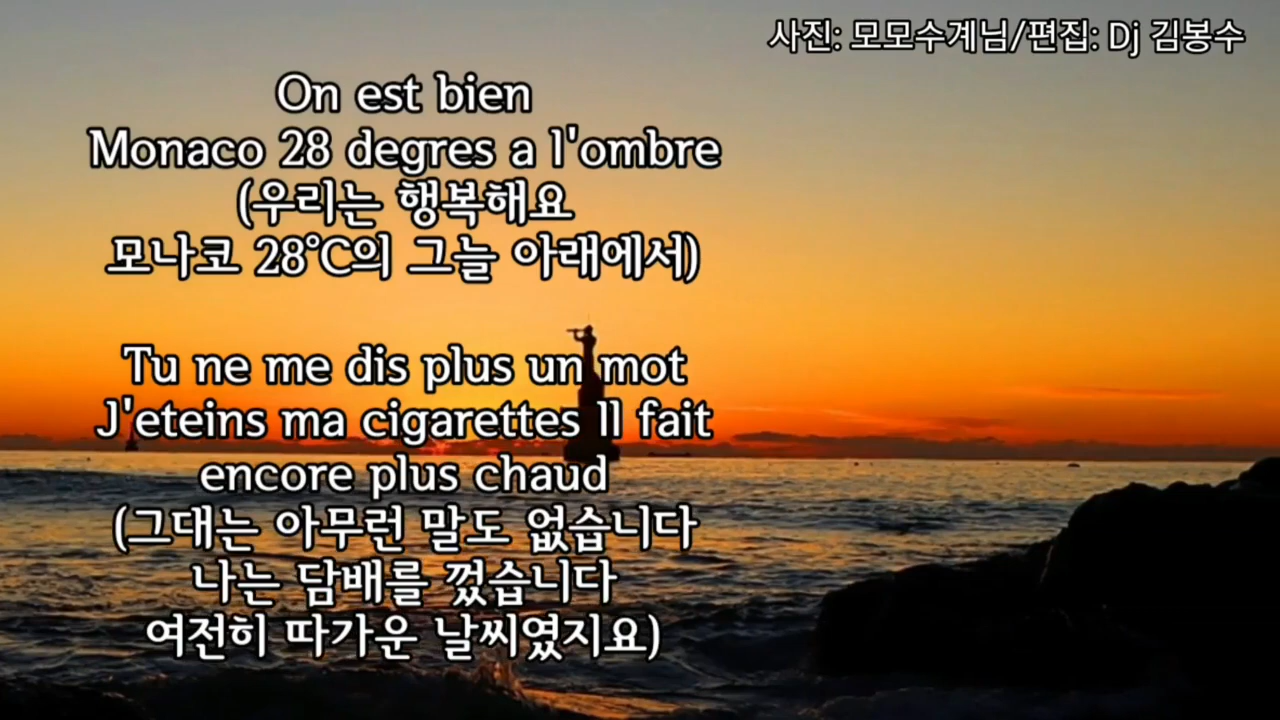 사진: 모모수계님/편집: Dj 김봉수
On est bien
Monaco 28 degres a l'ombre
(우리는 행복해요
모나코 28°C의 그늘 아래에서)
Tu ne me dis plus un mot
J'eteins ma cigarettes ll fait
encore plus chaud
(그대는 아무런 말도 없습니다
나는 담배를 껐습니다
여전히 따가운 날씨였지요)